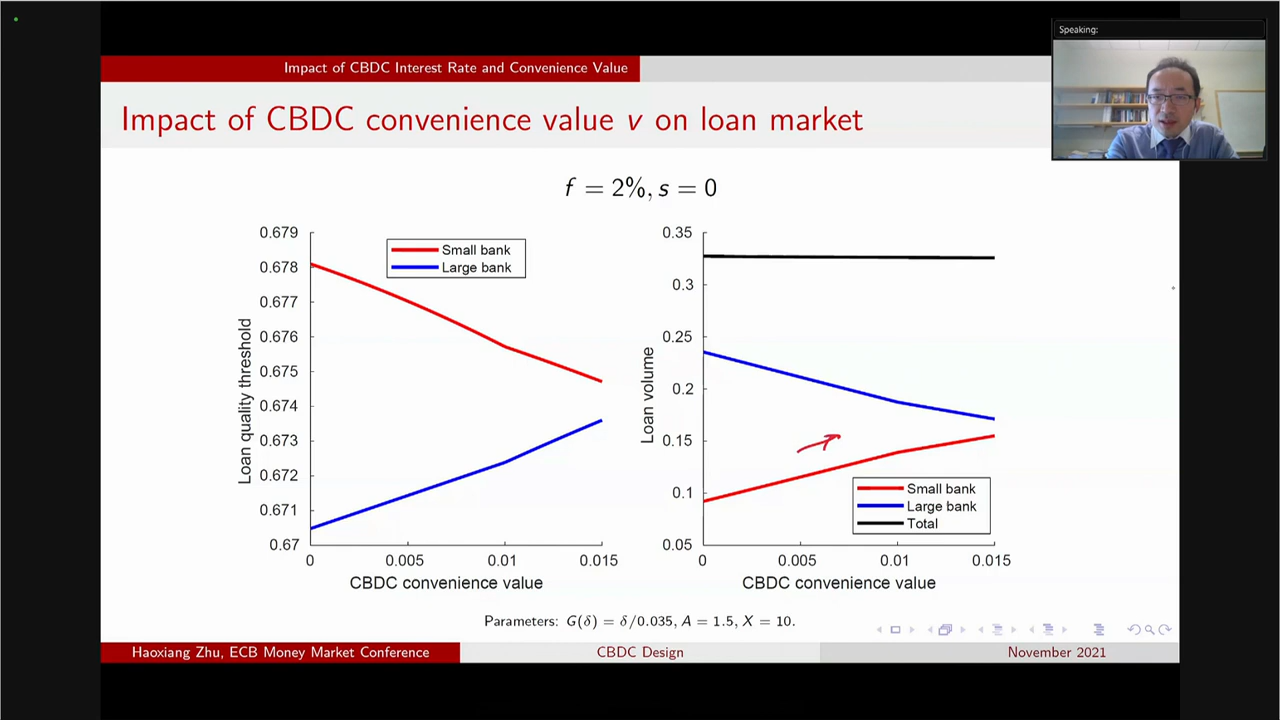 Speaking:
Impact of CBDC Interest Rate and Convenience Value
Impact of CBDC convenience value v on loan market
f = 2%, s = 0
0.679
0.678
0.677
0.676
0.675
0.674
0.673
0.672
0.671
0.67
Loan quality threshold
Small bank
Large bank
0
0.005
0.01
0.015
CBDC convenience value
0.35
0.3
0.25
0.2
0.15
0.1
0.05
Loan volume
Small bank
Large bank
Total
0
0.005
0.01
0.015
CBDC convenience value
Parameters: G(δ) = δ/0.035, A = 1.5, X = 10.
Haoxiang Zhu, ECB Money Market Conference
CBDC Design
November 2021